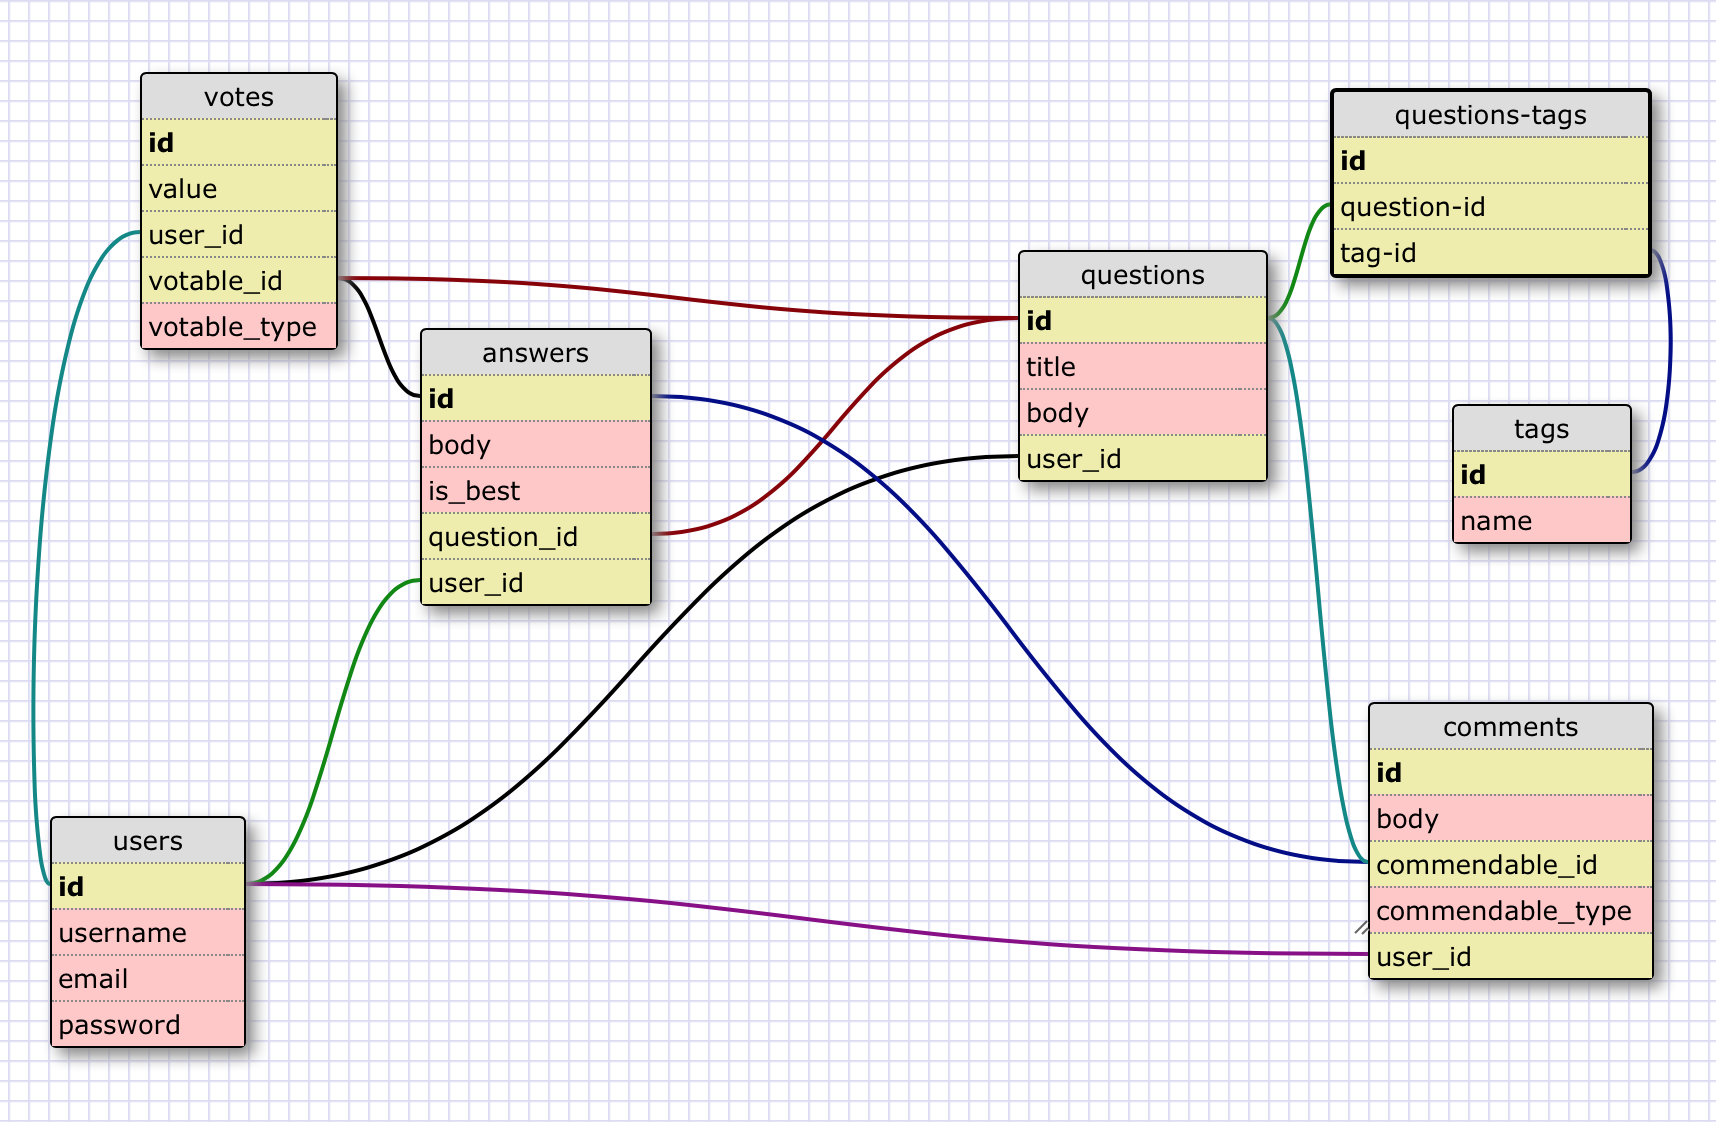 votes
id
value
user_id
votable_id
votable_type
questions-tags
id
question-id
tag-id
questions
id
title
body
user_id
answers
id
body
is_best
question_id
user_id
tags
id
name
comments
id
body
commendable_id
commendable_type
user_id
users
id
username
email
password